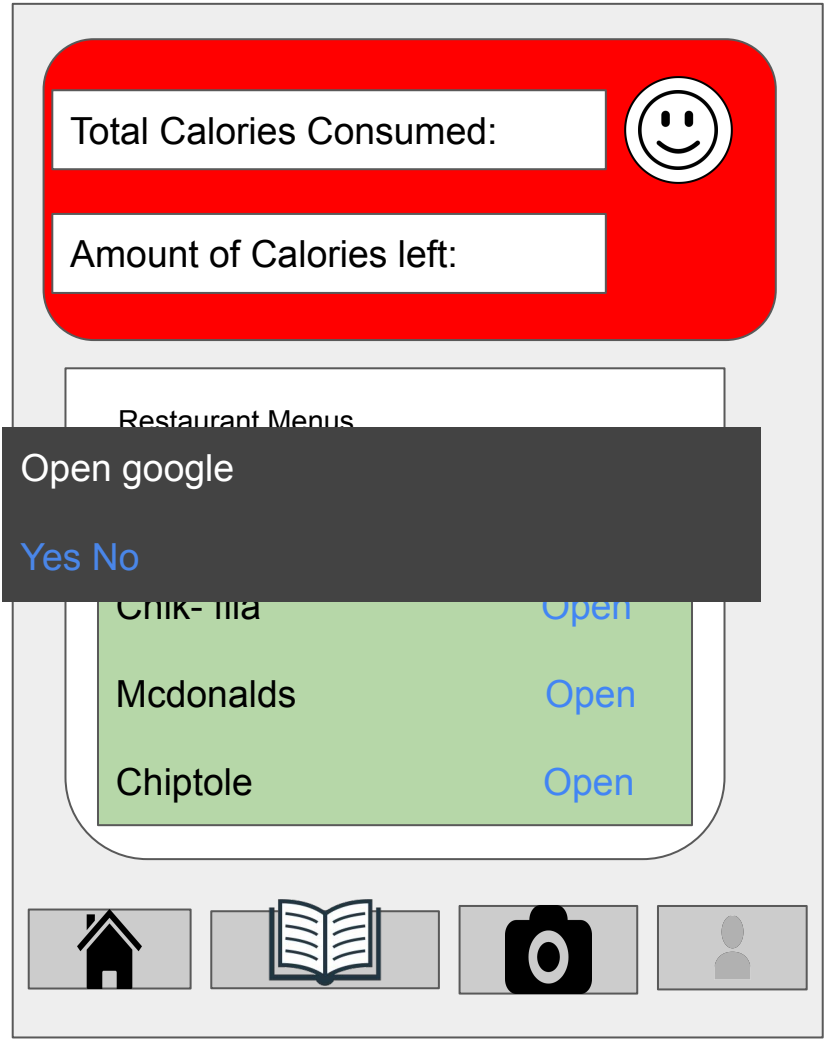 Total Calories Consumed:
Amount of Calories left:
Restaurant Menus
Open google
Yes No
Chik- fila Open
Mcdonalds Open
Chiptole Open